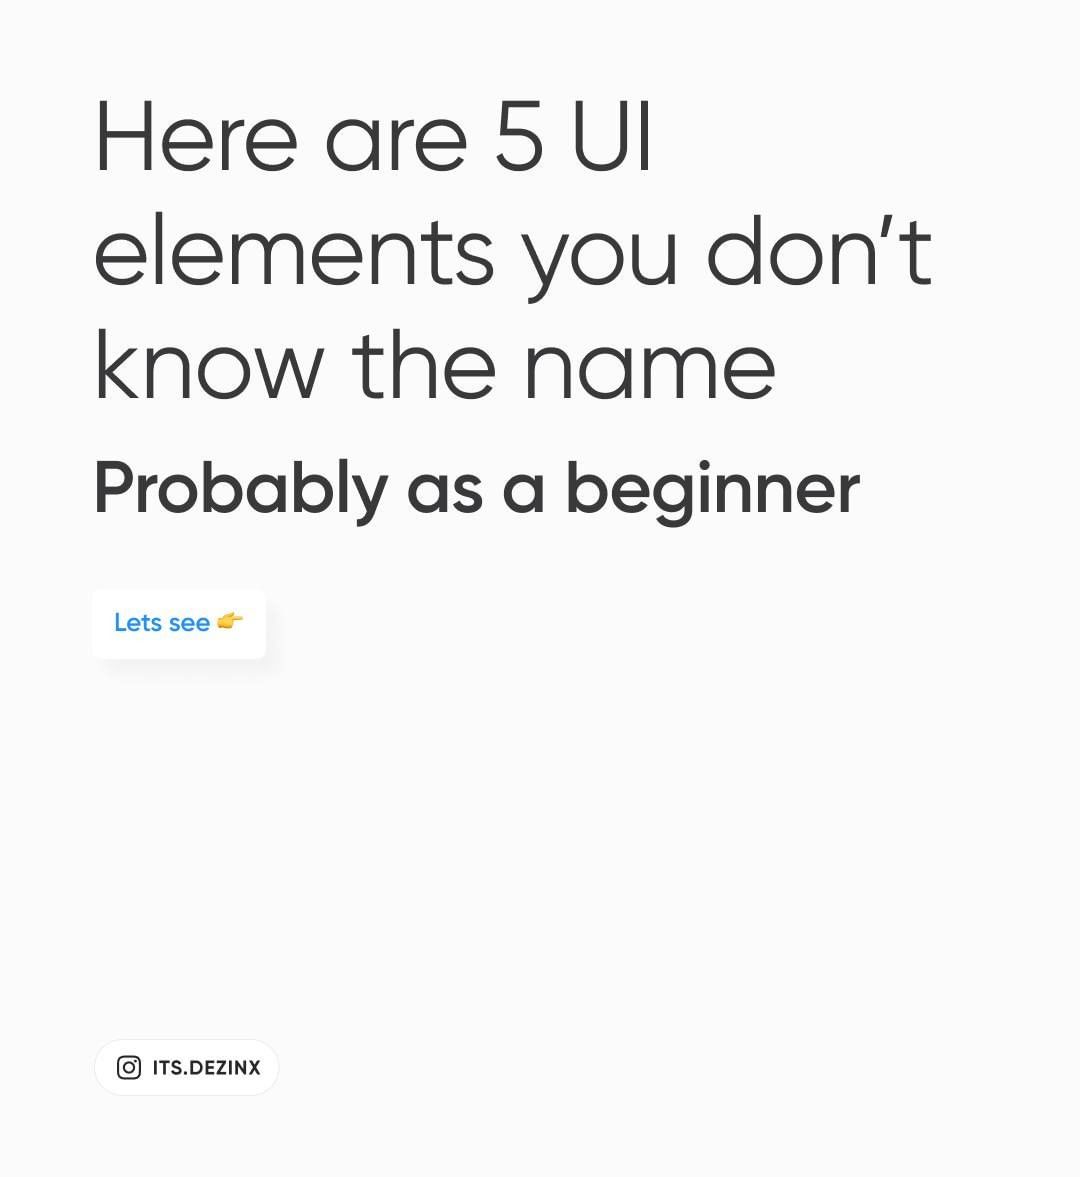 Here are 5 UI
elements you don’t
know the name
Probably as a beginner
Lets see 👉
ITS.DEZINX